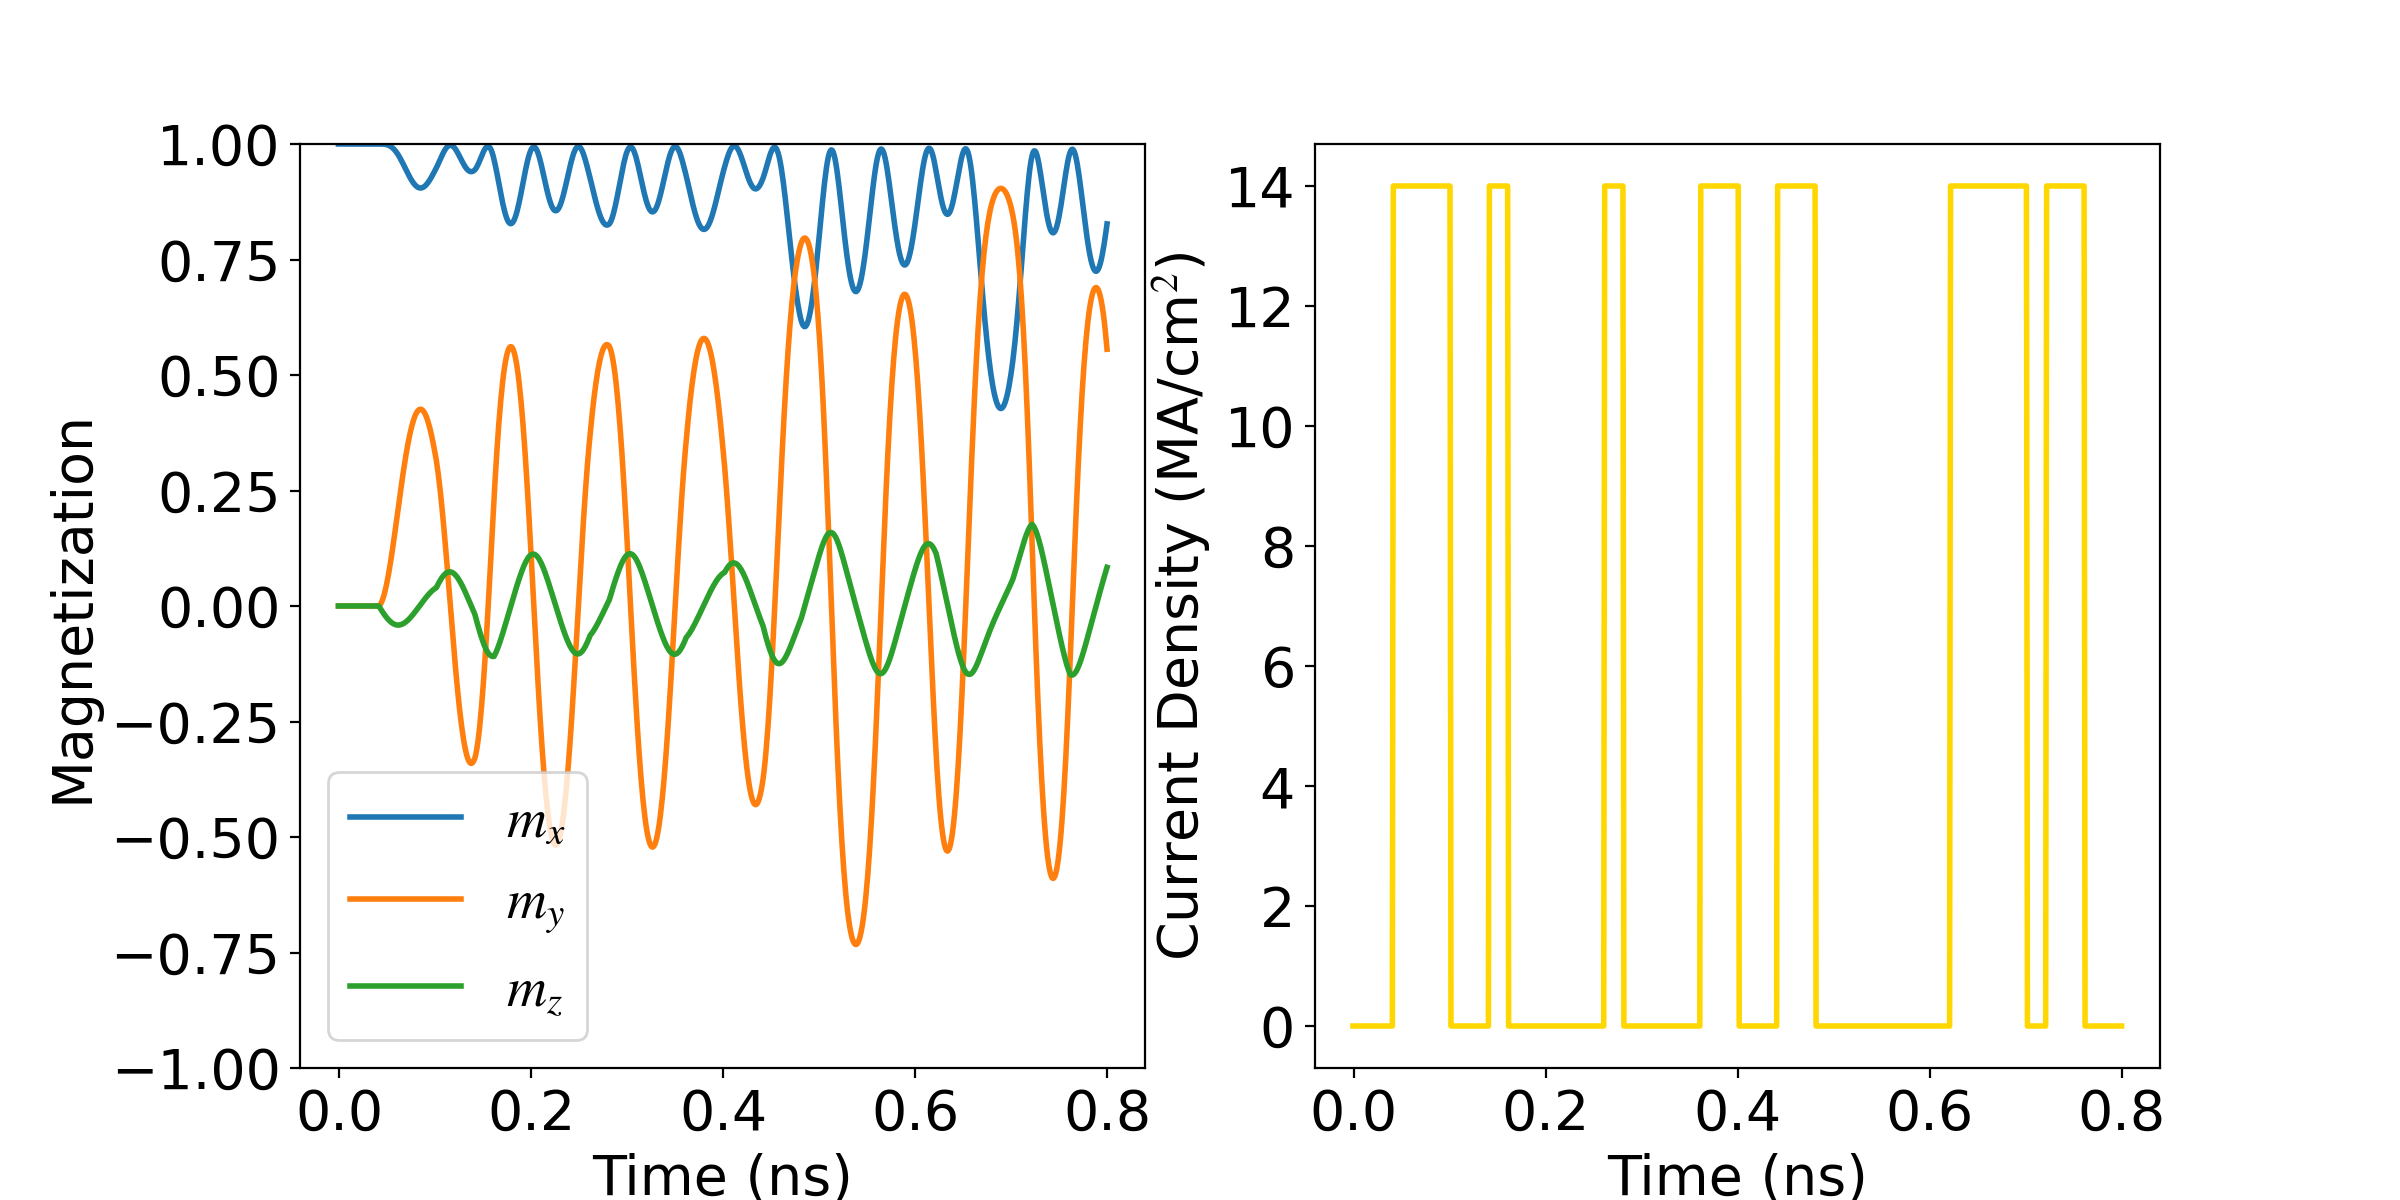 1.00
0.75
0.50
0.25
0.00
−0.25
−0.50
−0.75
−1.00
Magnetization
m_x
m_y
m_z
0.0 0.2 0.4 0.6 0.8
Time (ns)
14
12
10
8
6
4
2
0
Current Density (MA/cm²)
0.0 0.2 0.4 0.6 0.8
Time (ns)